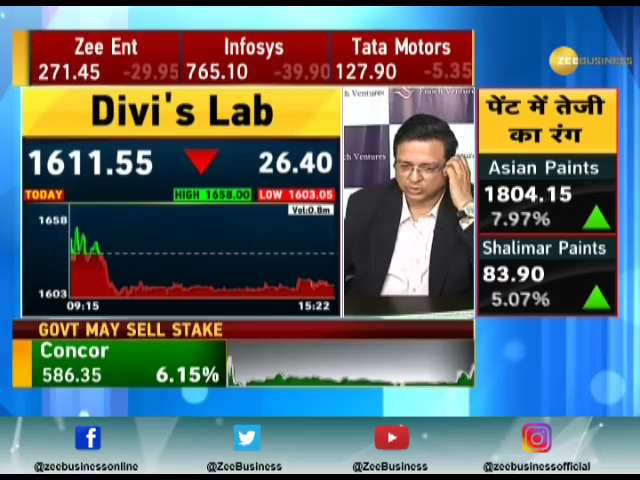 Zee Ent
271.45 -29.95
Infosys
765.10 -39.90
Tata Motors
127.90 -5.35
ZEEBUSINESS
Divi's Lab
1611.55 26.40
TODAY HIGH 1658.00 LOW 1603.05
Vol:0.8m
1658
1603
09:15 15:22
Enoch Ventures
पेंट में तेजी
का रंग
Asian Paints
1804.15
7.97%
Shalimar Paints
83.90
5.07%
GOVT MAY SELL STAKE
Concor
586.35 6.15%
@zeebusinessonline
@ZeeBusiness
@ZeeBusiness
@zeebusinessofficial